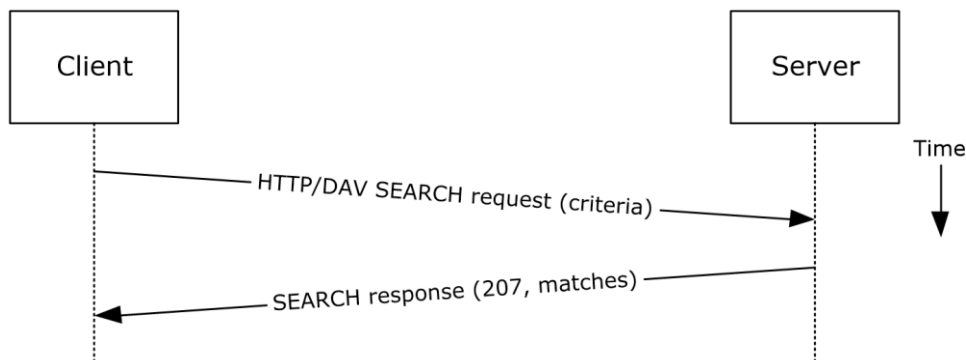 Client
Server
Time
HTTP/DAV SEARCH request (criteria)
SEARCH response (207, matches)